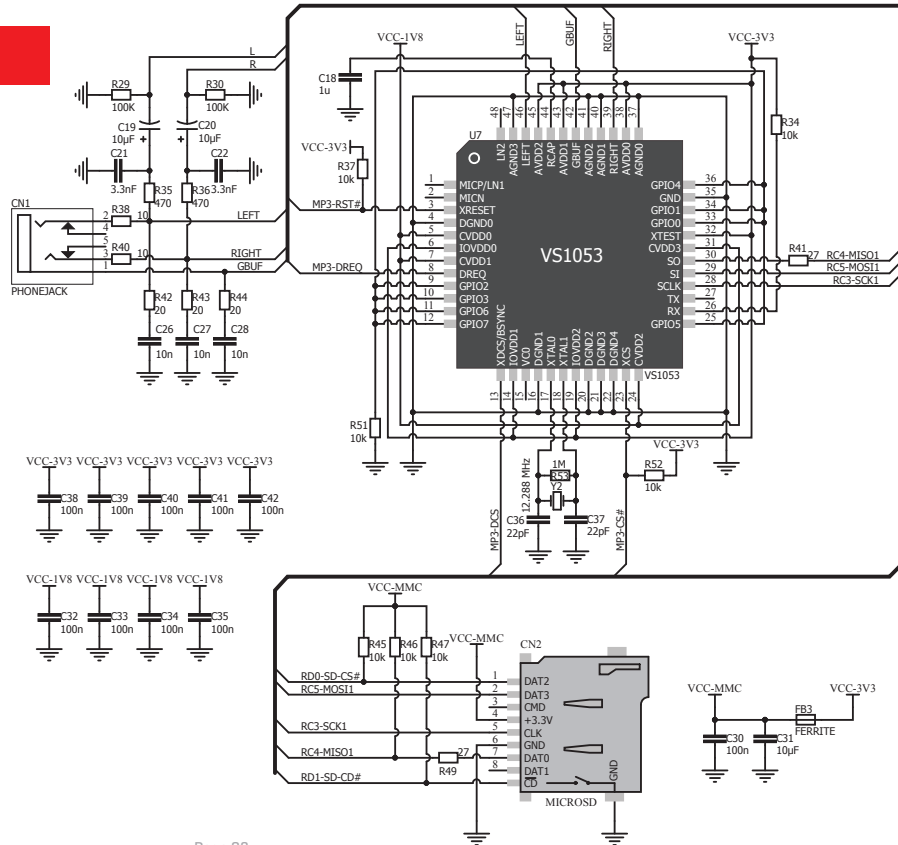 VCC-1V8
LEFT
GBUF
RIGHT
VCC-3V3
L
R
C18
1u
R29
100K
R30
100K
C19
10µF
+
C20
10µF
+
C21
3.3nF
C22
3.3nF
R35
470
R36
470
VCC-3V3
R37
10k
R34
10k
CN1
PHONEJACK
2
4
5
3
1
R38
10
R40
10
LEFT
RIGHT
GBUF
MP3-RST#
MP3-DREQ
R42
20
R43
20
R44
20
C26
10n
C27
10n
C28
10n
U7
VS1053
VS1053
48
47
46
45
44
43
42
41
40
39
38
37
LN2
AGND3
LEFT
AVDD2
RCAP
AVDD1
GBUF
AGND2
AGND1
RIGHT
AVDD0
AGND0
1 MICP/LN1
2 MICN
3 XRESET
4 DGND0
5 CVDD0
6 IOVDD0
7 CVDD1
8 DREQ
9 GPIO2
10 GPIO3
11 GPIO6
12 GPIO7
GPIO4 36
GND 35
GPIO1 34
GPIO0 33
XTEST 32
CVDD3 31
SO 30
SI 29
SCLK 28
TX 27
RX 26
GPIO5 25
XDCS/BSYNC
IOVDD1
VC0
DGND1
XTAL0
XTAL1
IOVDD2
DGND2
DGND3
DGND4
XCS
CVDD2
13
14
15
16
17
18
19
20
21
22
23
24
R41
27
RC4-MISO1
RC5-MOSI1
RC3-SCK1
R51
10k
12.288 MHz
1M
R53
Y2
C36
22pF
C37
22pF
MP3-DCS
MP3-CS#
VCC-3V3
R52
10k
VCC-3V3 VCC-3V3 VCC-3V3 VCC-3V3 VCC-3V3
C38
100n
C39
100n
C40
100n
C41
100n
C42
100n
VCC-1V8 VCC-1V8 VCC-1V8 VCC-1V8
C32
100n
C33
100n
C34
100n
C35
100n
VCC-MMC
R45
10k
R46
10k
R47
10k
VCC-MMC
CN2
RD0-SD-CS#
RC5-MOSI1
RC3-SCK1
RC4-MISO1
RD1-SD-CD#
R49
27
1 DAT2
2 DAT3
3 CMD
4 +3.3V
5 CLK
6 GND
7 DAT0
8 DAT1
CD
GND
MICROSD
VCC-MMC
VCC-3V3
FB3
FERRITE
C30
100n
C31
10µF